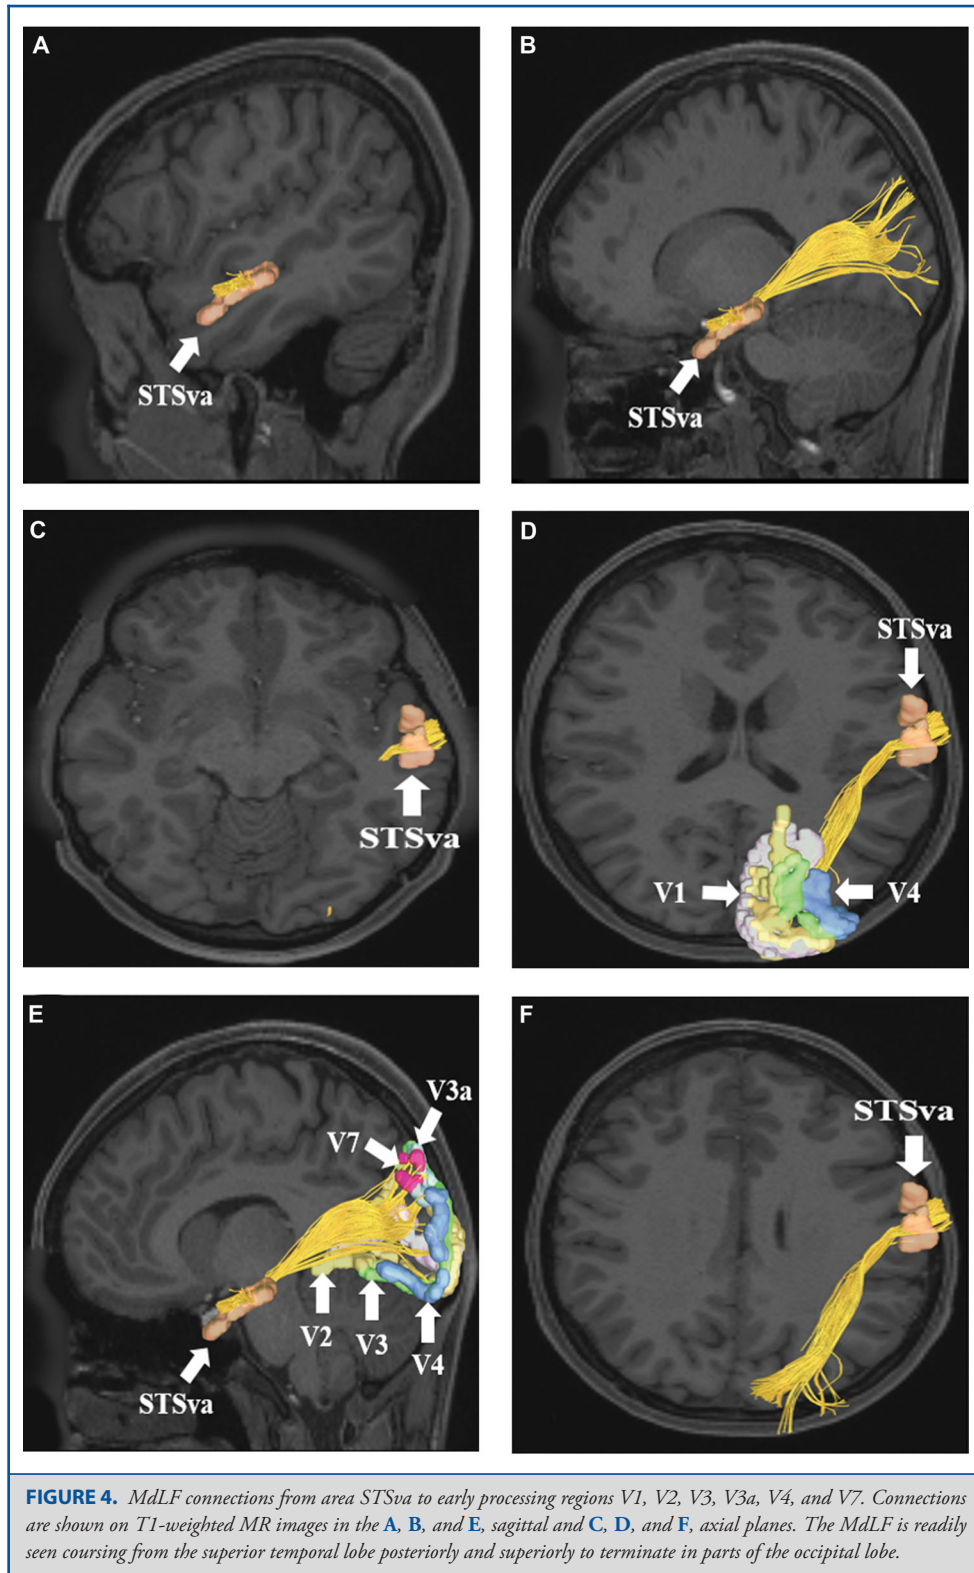 A
STSva
B
STSva
C
STSva
D
STSva
V1
V4
E
V3a
V7
V2
V3
V4
STSva
F
STSva
FIGURE 4. MdLF connections from area STSva to early processing regions V1, V2, V3, V3a, V4, and V7. Connections
are shown on T1-weighted MR images in the A, B, and E, sagittal and C, D, and F, axial planes. The MdLF is readily
seen coursing from the superior temporal lobe posteriorly and superiorly to terminate in parts of the occipital lobe.